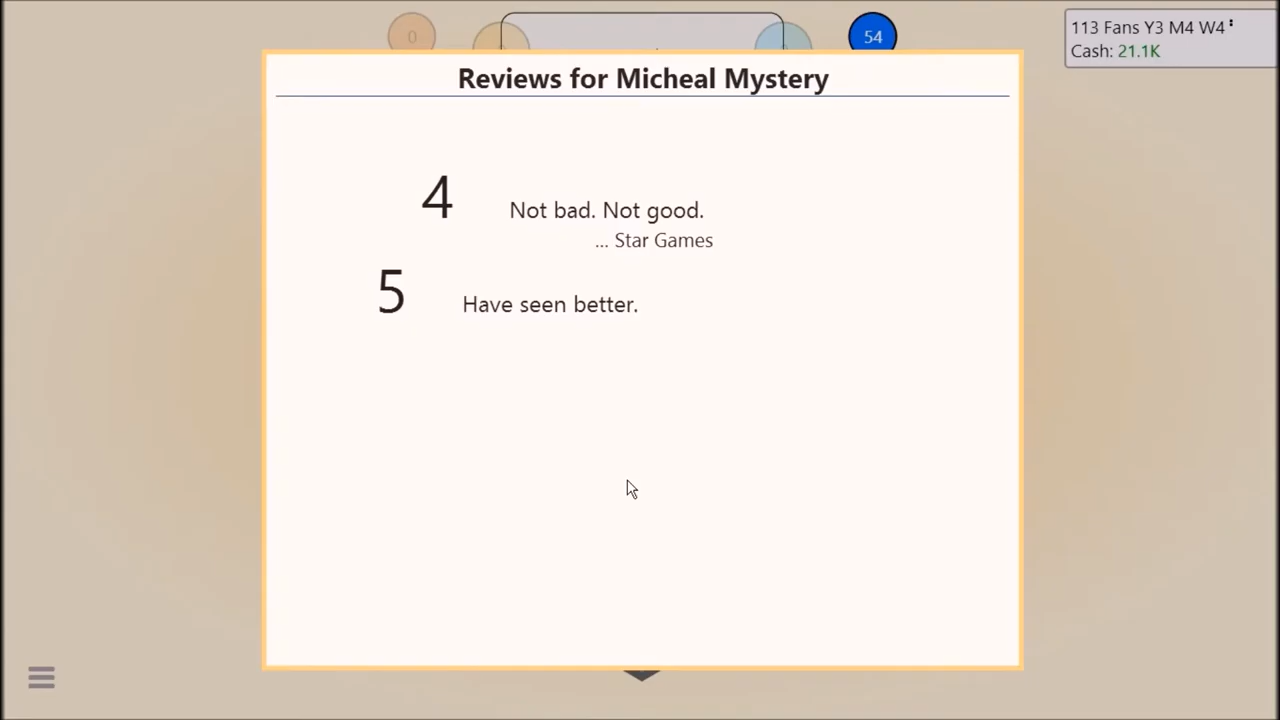 0
54
113 Fans Y3 M4 W4
Cash: 21.1K
Reviews for Micheal Mystery
4 Not bad. Not good.
... Star Games
5 Have seen better.